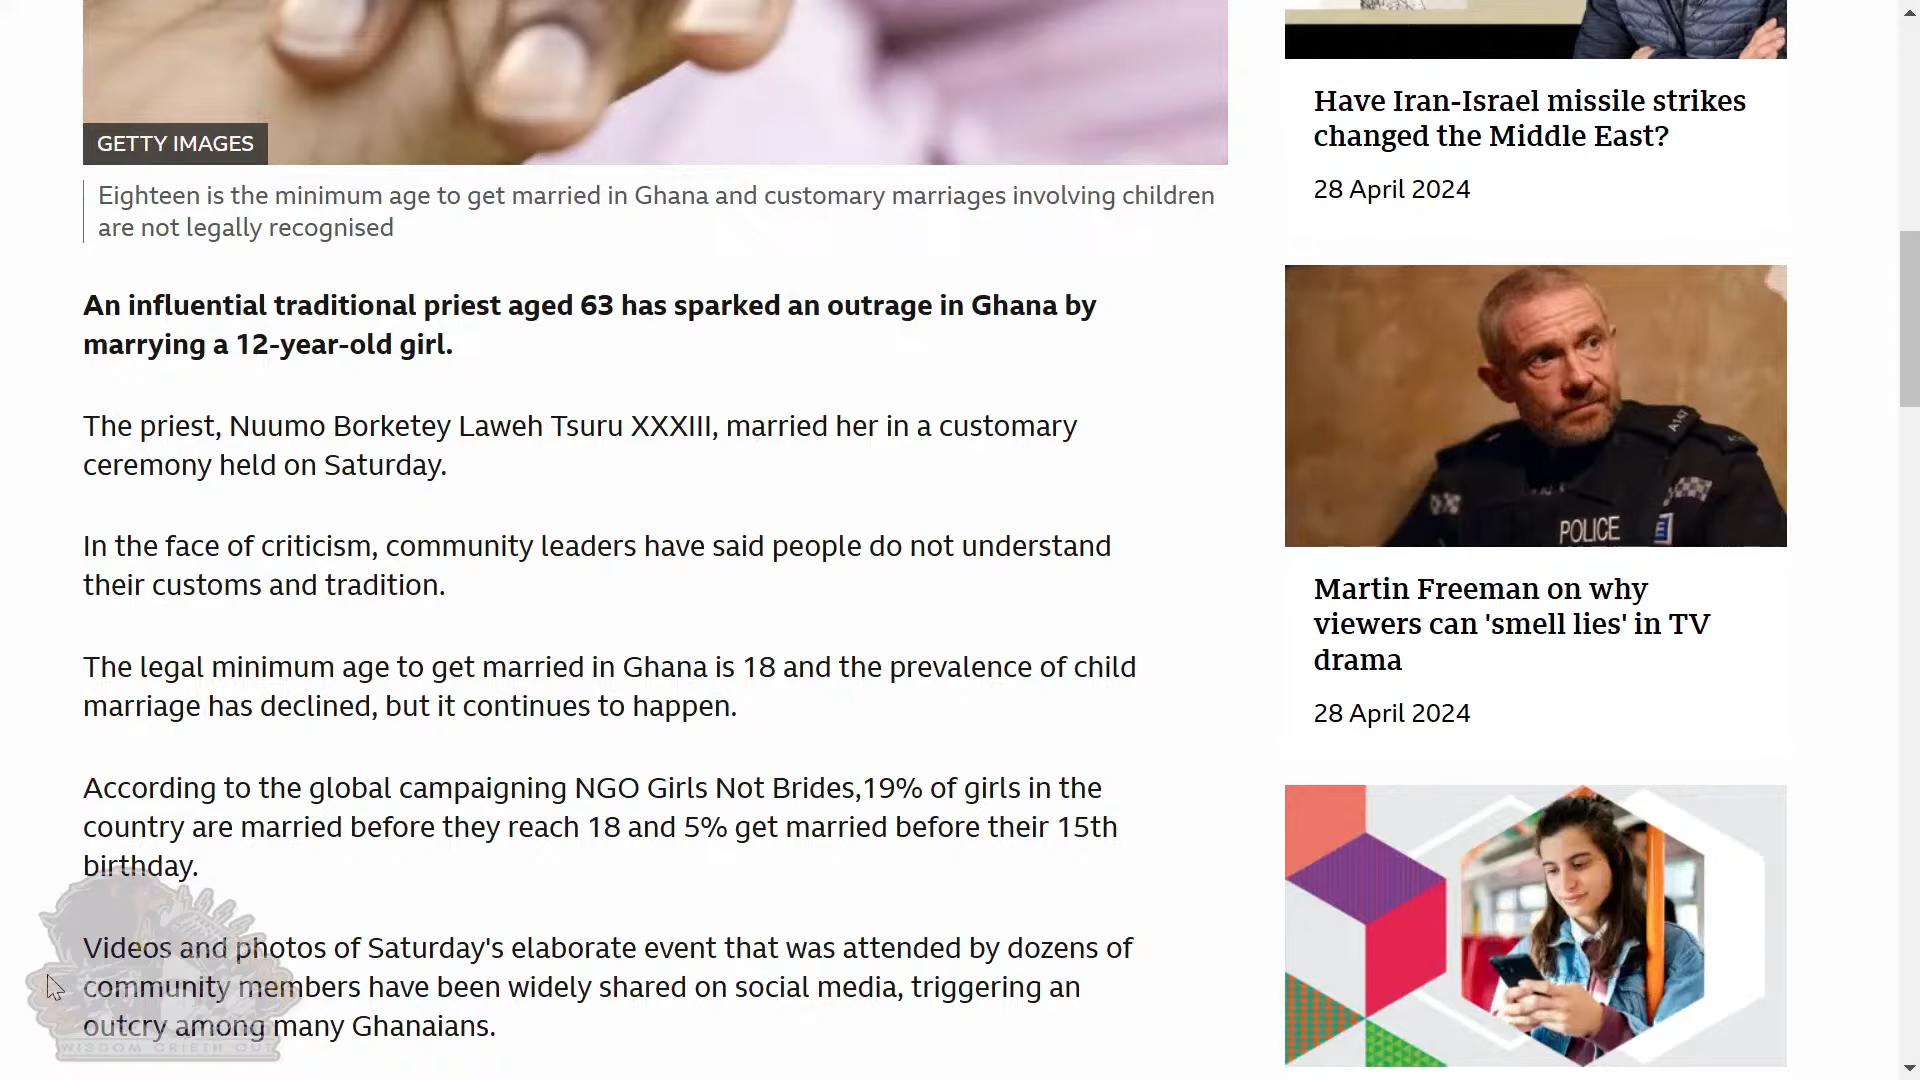 GETTY IMAGES
Eighteen is the minimum age to get married in Ghana and customary marriages involving children
are not legally recognised
An influential traditional priest aged 63 has sparked an outrage in Ghana by
marrying a 12-year-old girl.
The priest, Nuumo Borketey Laweh Tsuru XXXIII, married her in a customary
ceremony held on Saturday.
In the face of criticism, community leaders have said people do not understand
their customs and tradition.
The legal minimum age to get married in Ghana is 18 and the prevalence of child
marriage has declined, but it continues to happen.
According to the global campaigning NGO Girls Not Brides,19% of girls in the
country are married before they reach 18 and 5% get married before their 15th
birthday.
Videos and photos of Saturday's elaborate event that was attended by dozens of
community members have been widely shared on social media, triggering an
outcry among many Ghanaians.
WISDOM CRIETH OUT
Have Iran-Israel missile strikes
changed the Middle East?
28 April 2024
POLICE
Martin Freeman on why
viewers can 'smell lies' in TV
drama
28 April 2024